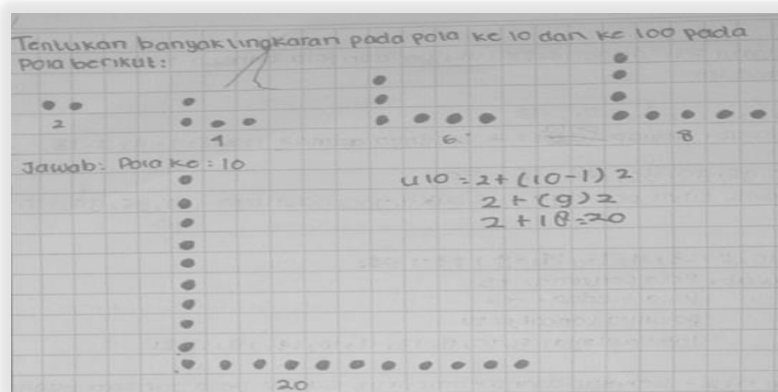 Tentukan banyak lingkaran pada pola ke 10 dan ke 100 pada
pola berikut:
2 4 6 8
Jawab: Pola ke: 10
U10 = 2 + (10-1) 2
2 + (9) 2
2 + 18 = 20
20